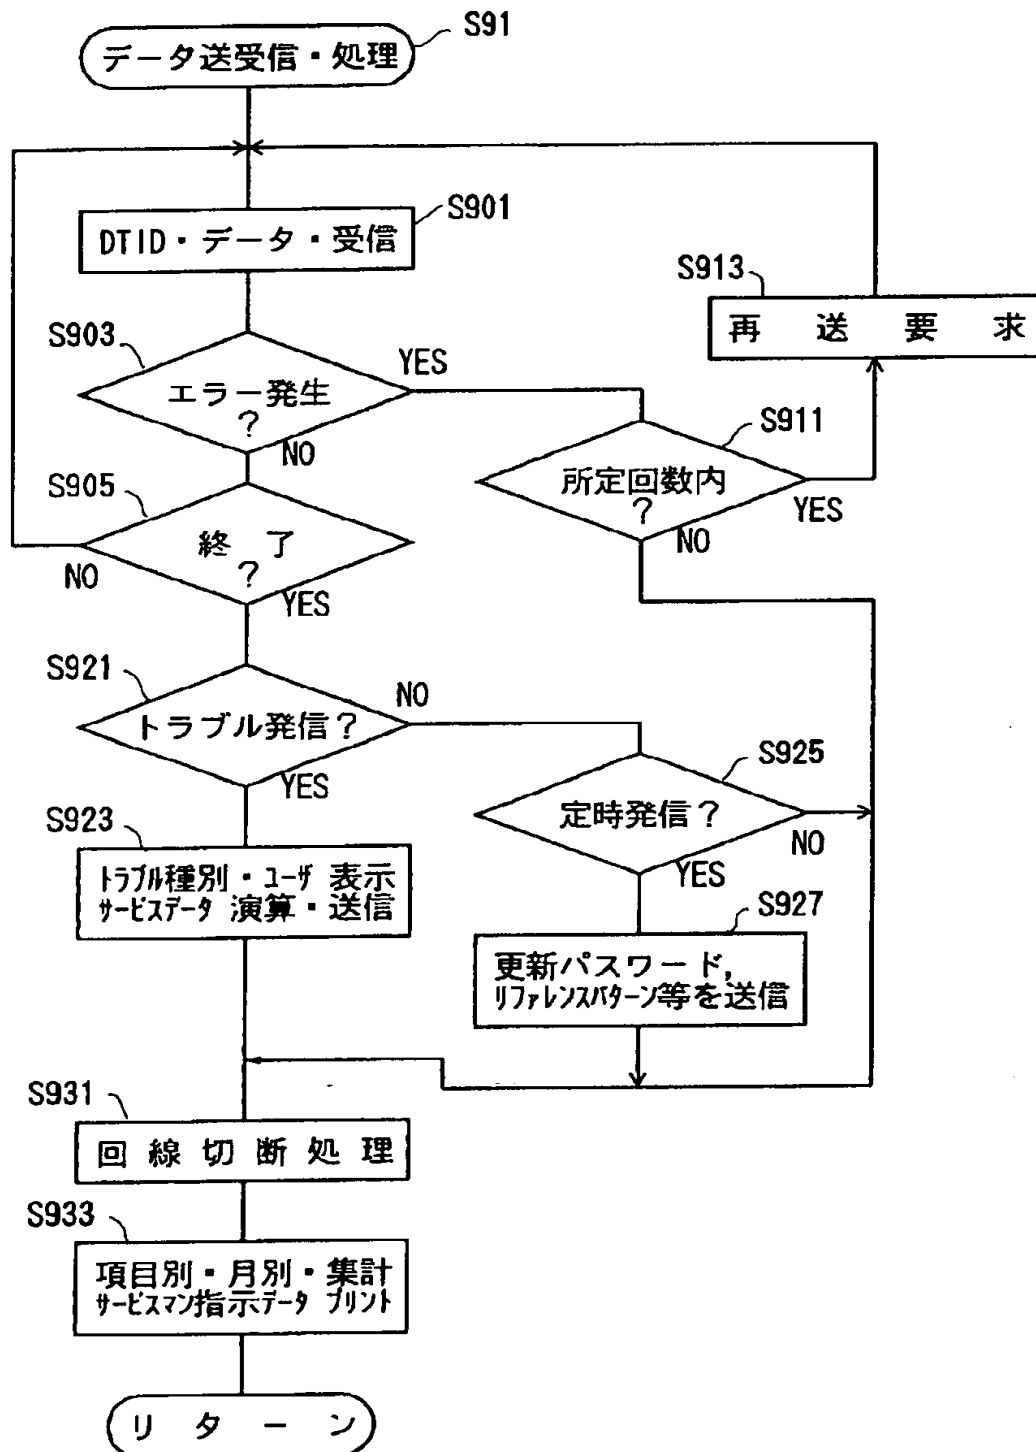 S91
データ送受信・処理
S901
DTID・データ・受信
S913
再送要求
S903
エラー発生
?
YES
NO
S911
所定回数内
?
YES
NO
S905
終了
?
NO
YES
S921
トラブル発信?
NO
YES
S925
定時発信?
NO
YES
S923
トラブル種別・ユーザ 表示
サービスデータ 演算・送信
S927
更新パスワード,
リファレンスパターン等を送信
S931
回線切断処理
S933
項目別・月別・集計
サービスマン指示データ プリント
リターン